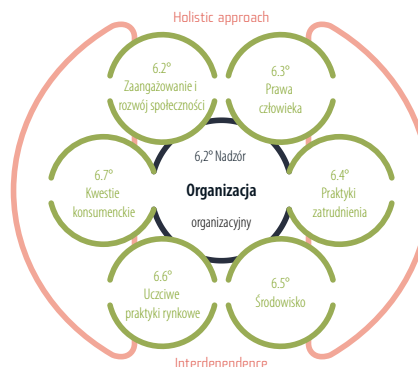 Holistic approach
6.2°
Zaangażowanie i
rozwój społeczności
6.3°
Prawa
człowieka
6.7°
Kwestie
konsumenckie
6,2° Nadzór
Organizacja
organizacyjny
6.4°
Praktyki
zatrudnienia
6.6°
Uczciwe
praktyki rynkowe
6.5°
Środowisko
Interdependence